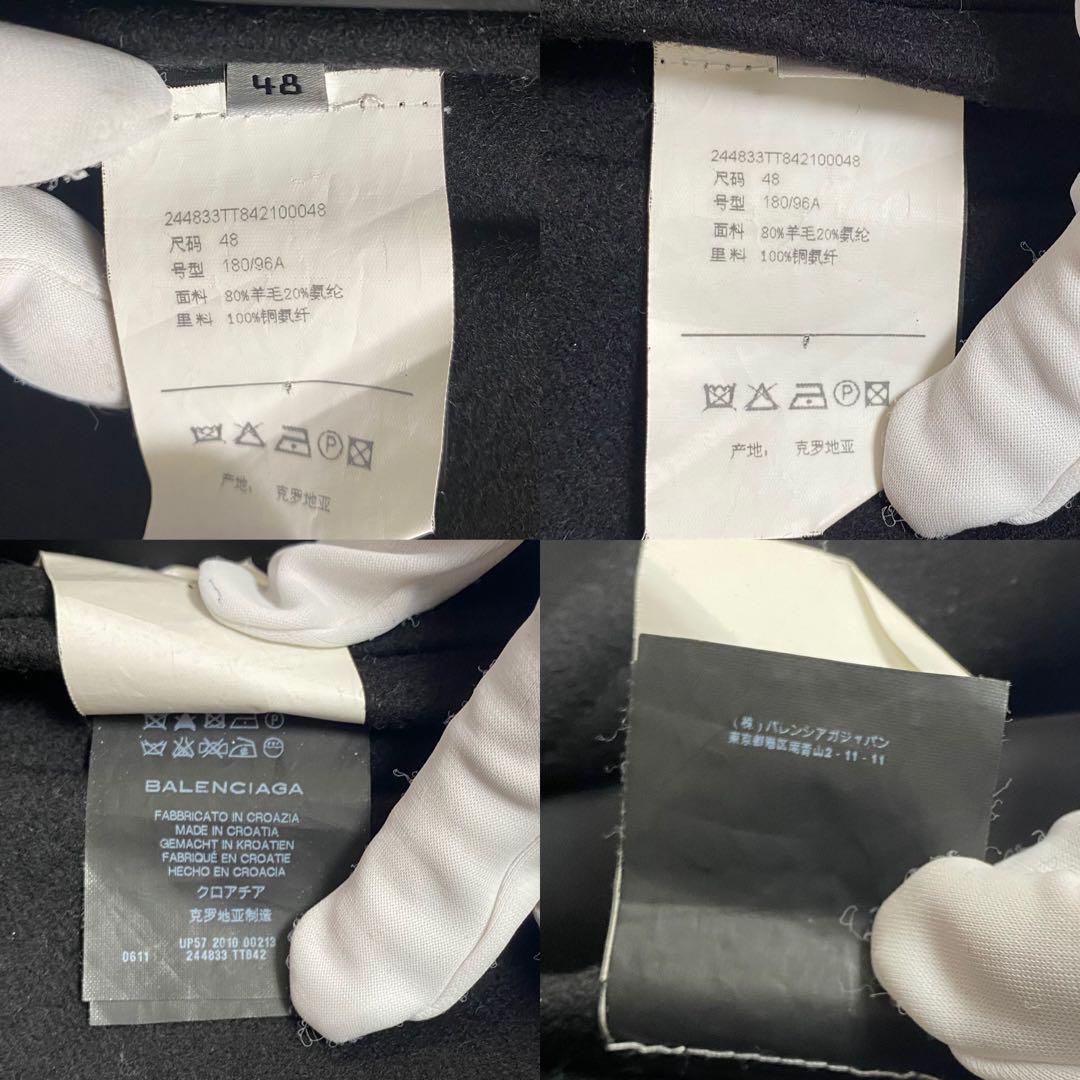 48
244833TT842100048
尺码 48
号型 180/96A
面料 80%羊毛20%氨纶
里料 100%铜氨纤
产地: 克罗地亚
244833TT842100048
尺码 48
号型 180/96A
面料 80%羊毛20%氨纶
里料 100%铜氨纤
P
产地: 克罗地亚
BALENCIAGA
FABBRICATO IN CROAZIA
MADE IN CROATIA
GEMACHT IN KROATIEN
FABRIQUÉ EN CROATIE
HECHO EN CROACIA
クロアチア
克罗地亚制造
UP57 2010 00213
0611 244833 TT842
(株)バレンシアガジャパン
東京都港区南青山2-11-11